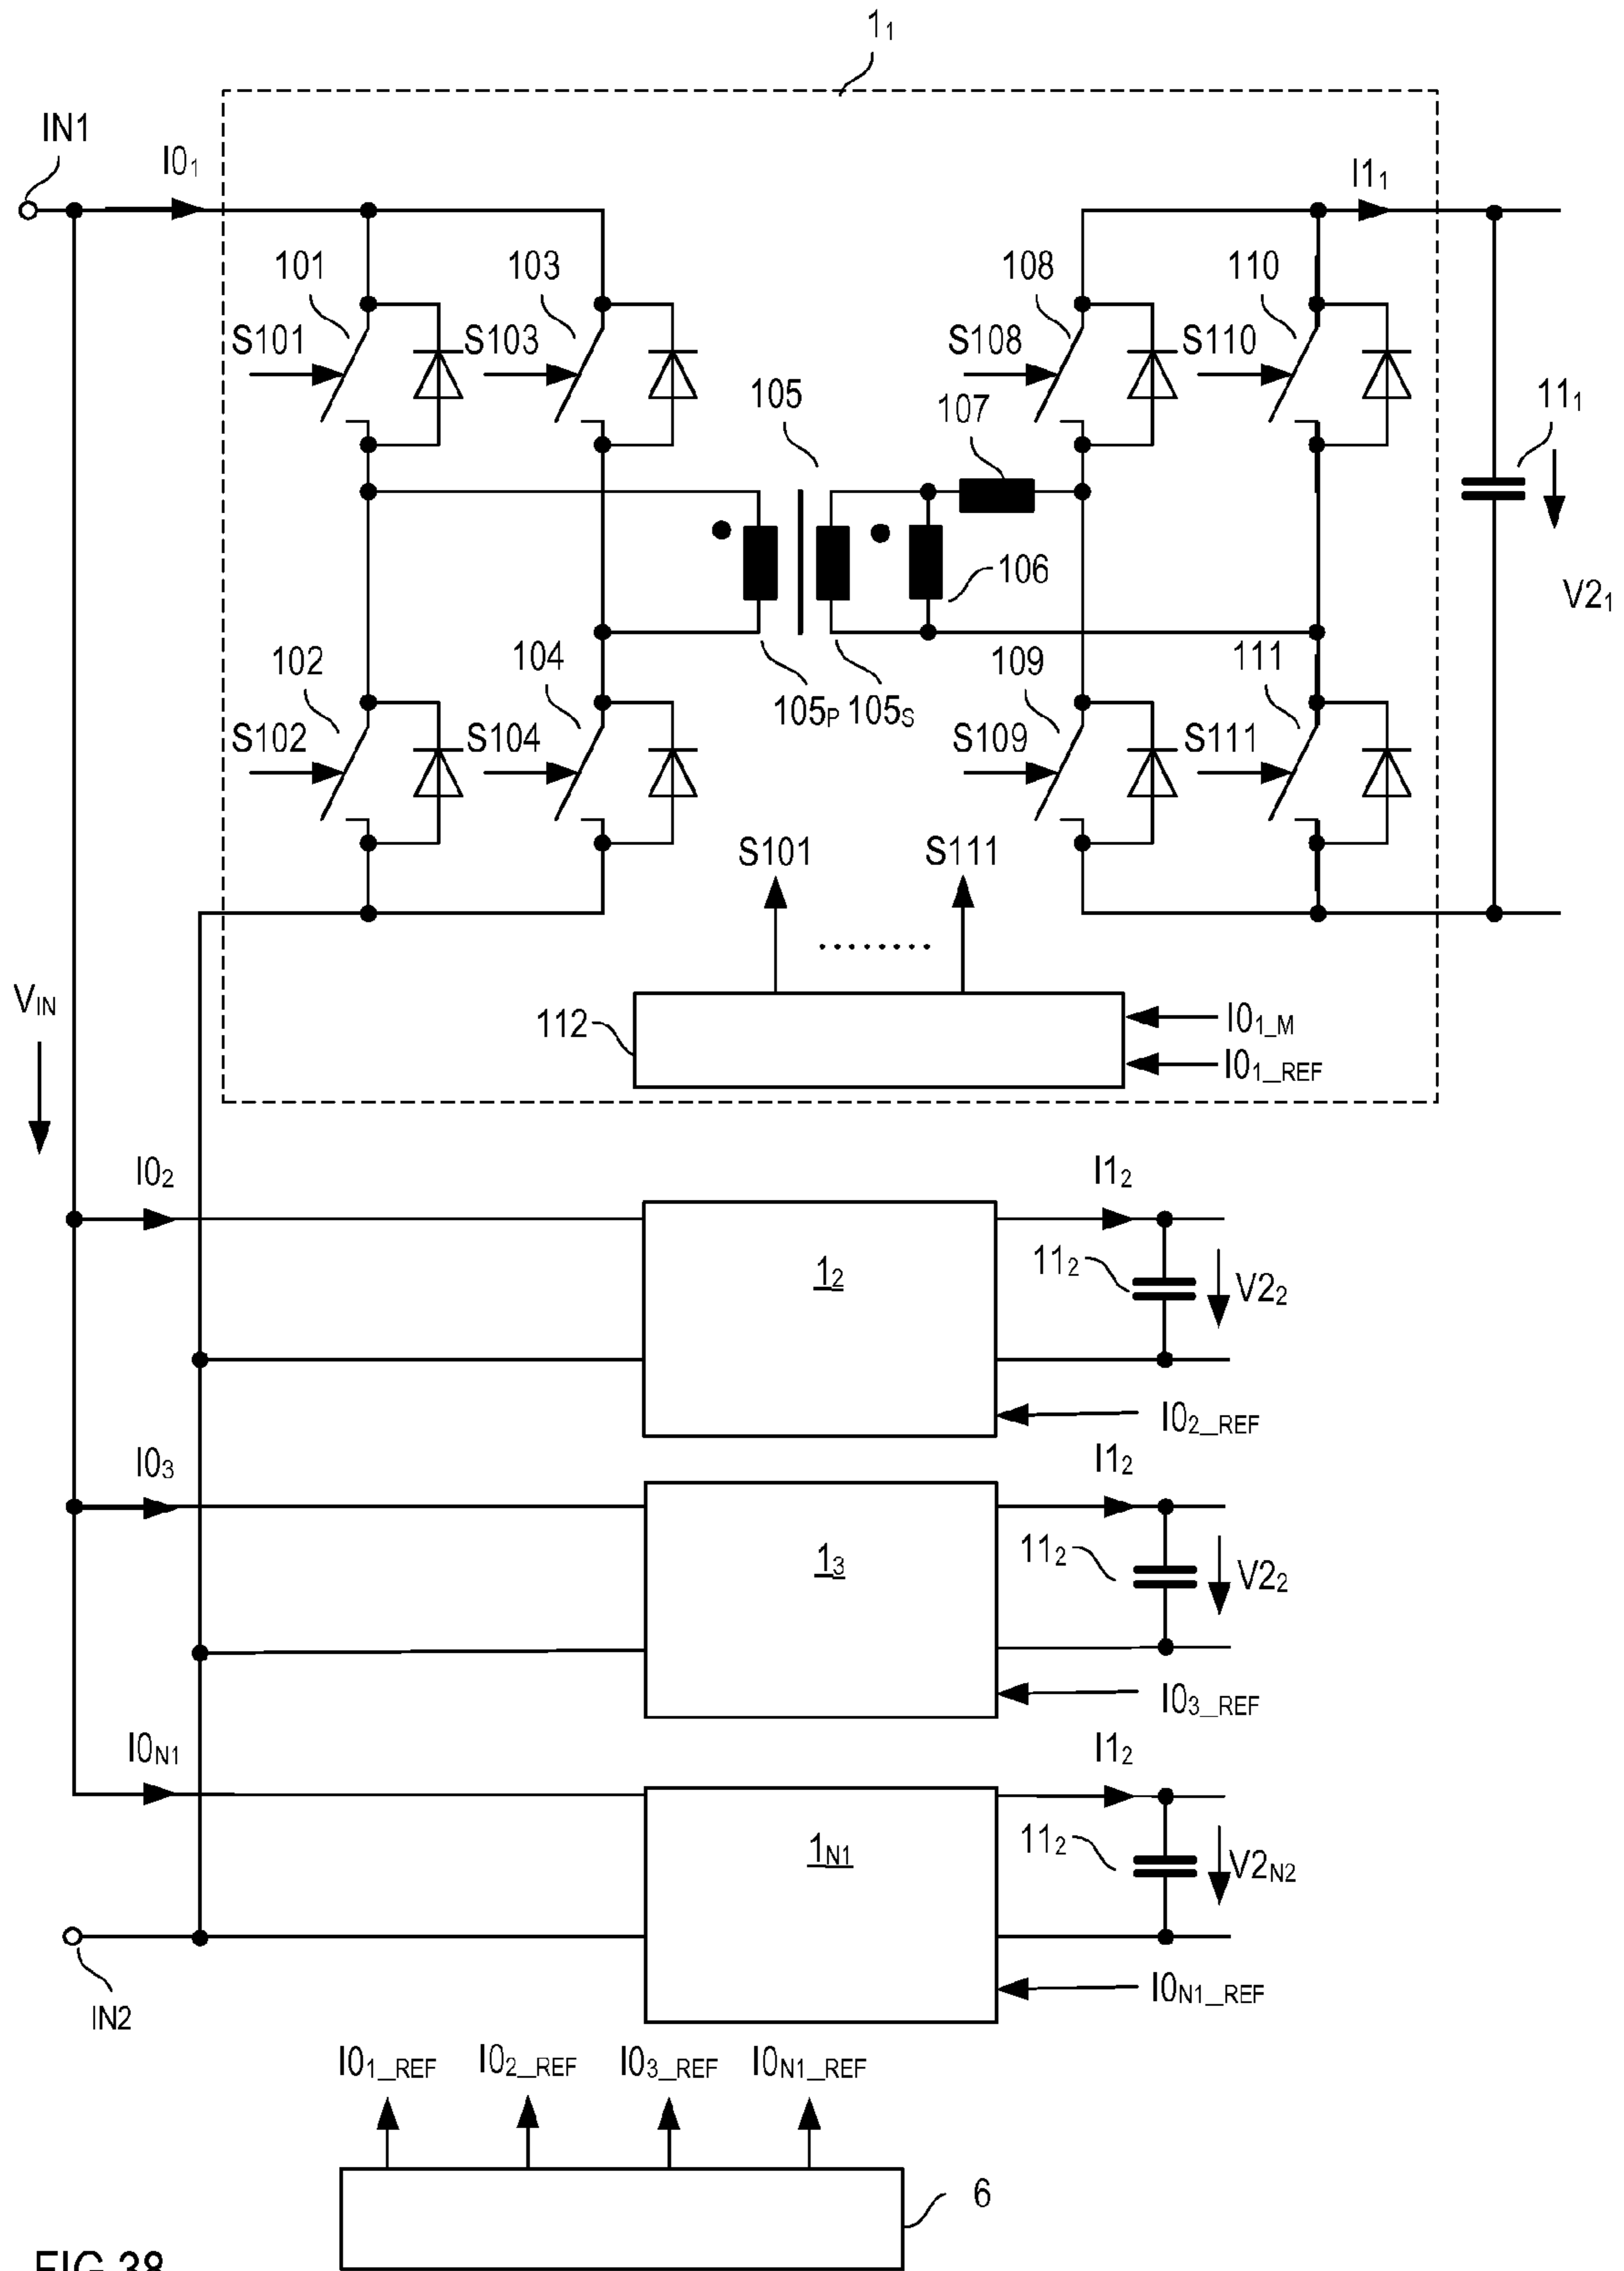 1₁
IN1
I0₁
I1₁
101
103
108
110
S101
S103
S108
S110
105
107
11₁
106
V2₁
102
104
109
111
105P 105S
S102
S104
S109
S111
S101
S111
........
VIN
112
I01_M
I01_REF
I0₂
I1₂
1₂
11₂
V2₂
I02_REF
I0₃
I1₂
1₃
11₂
V2₂
I03_REF
I0N1
I1₂
1N1
11₂
V2N2
IN2
I0N1_REF
I01_REF
I02_REF
I03_REF
I0N1_REF
6
FIG 38